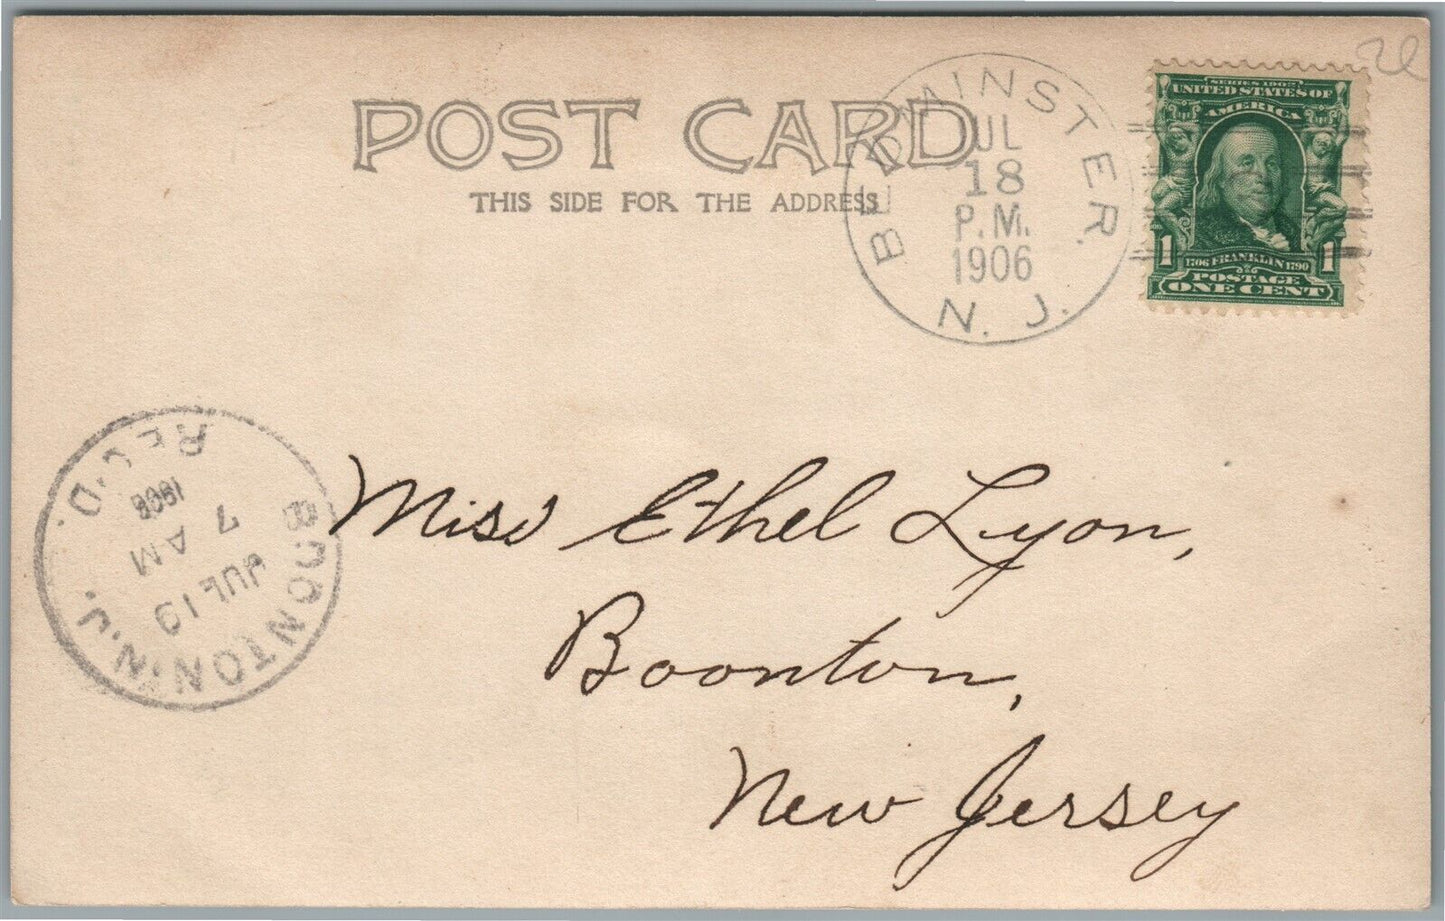 POST CARD
THIS SIDE FOR THE ADDRESS
BEDMINSTER.
N. J.
JUL
18
P.M.
1906
SERIES 1902
UNITED STATES OF
AMERICA
1 1
1706 FRANKLIN 1790
POSTAGE
ONE CENT
BOONTON, N.J.
REC'D.
JUL 19
7 AM
1906
Miss Ethel Lyon,
Boonton,
New Jersey